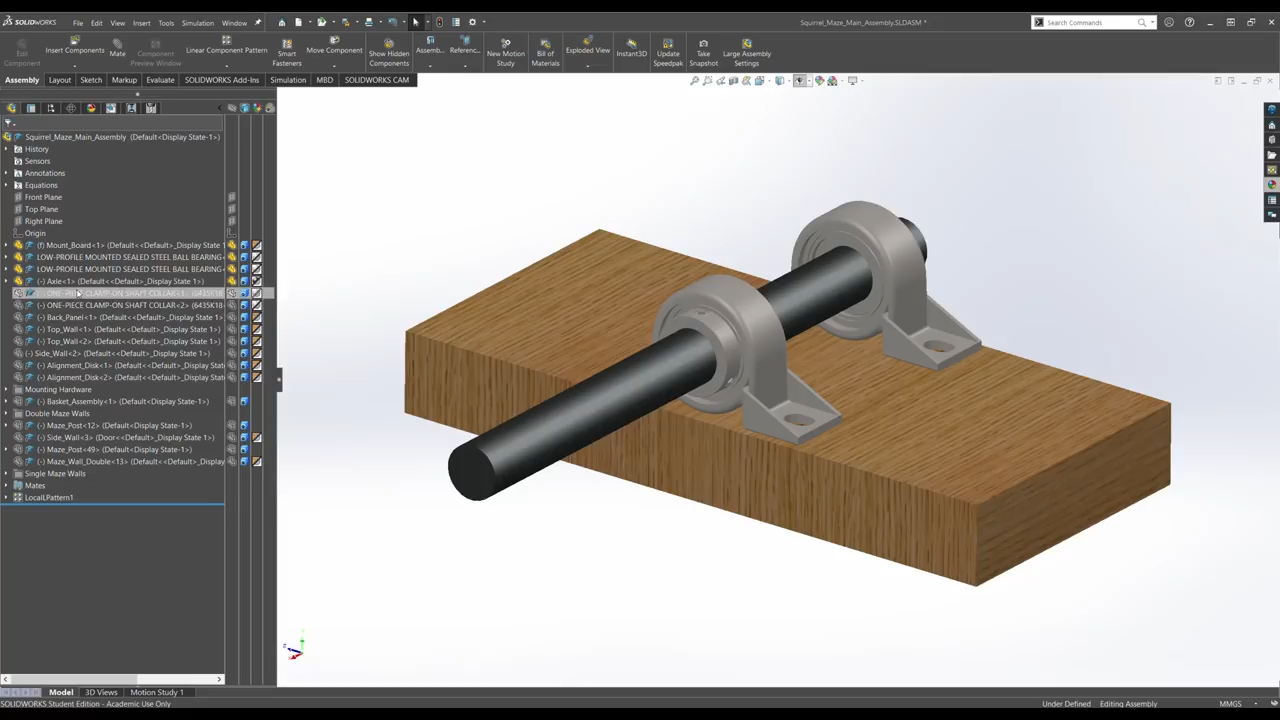 SOLIDWORKS File Edit View Insert Tools Simulation Window Squirrel_Maze_Main_Assembly.SLDASM * Search Commands
Edit Component Insert Components Mate Component Preview Window Linear Component Pattern Smart Fasteners Move Component Show Hidden Components Assemb... Referenc... New Motion Study Bill of Materials Exploded View Instant3D Update Speedpak Take Snapshot Large Assembly Settings
Assembly Layout Sketch Markup Evaluate SOLIDWORKS Add-Ins Simulation MBD SOLIDWORKS CAM
Squirrel_Maze_Main_Assembly (Default<Display State-1>)
History
Sensors
Annotations
Equations
Front Plane
Top Plane
Right Plane
Origin
(f) Mount_Board<1> (Default<<Default>_Display State 1
LOW-PROFILE MOUNTED SEALED STEEL BALL BEARING<
LOW-PROFILE MOUNTED SEALED STEEL BALL BEARING<
(-) Axle<1> (Default<<Default>_Display State 1>)
(-) ONE-PIECE CLAMP-ON SHAFT COLLAR<1> (6435K18
(-) ONE-PIECE CLAMP-ON SHAFT COLLAR<2> (6435K18
(-) Back_Panel<1> (Default<<Default>_Display State 1>
(-) Top_Wall<1> (Default<<Default>_Display State 1>)
(-) Top_Wall<2> (Default<<Default>_Display State 1>)
(-) Side_Wall<2> (Default<<Default>_Display State 1>)
(-) Alignment_Disk<1> (Default<<Default>_Display Stat
(-) Alignment_Disk<2> (Default<<Default>_Display Stat
Mounting Hardware
(-) Basket_Assembly<1> (Default<Display State-1>)
Double Maze Walls
(-) Maze_Post<12> (Default<Display State-1>)
(-) Side_Wall<3> (Door<<Default>_Display State 1>)
(-) Maze_Post<49> (Default<Display State-1>)
(-) Maze_Wall_Double<13> (Default<<Default>_Display
Single Maze Walls
Mates
LocalLPattern1
Model 3D Views Motion Study 1
SOLIDWORKS Student Edition - Academic Use Only Under Defined Editing Assembly MMGS